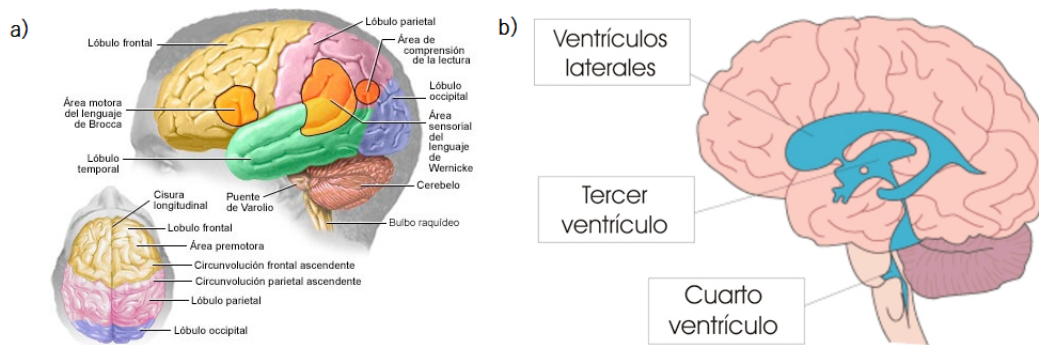 a)
Lóbulo frontal
Lóbulo parietal
Área de
comprensión
de la lectura
Área motora
del lenguaje
de Brocca
Lóbulo
occipital
Área
sensorial
del
lenguaje
de
Wernicke
Lóbulo
temporal
Puente
de Varolio
Cerebelo
Bulbo raquídeo
Cisura
longitudinal
Lobulo frontal
Área premotora
Circunvolución frontal ascendente
Circunvolución parietal ascendente
Lóbulo parietal
Lóbulo occipital
b)
Ventrículos
laterales
Tercer
ventrículo
Cuarto
ventrículo